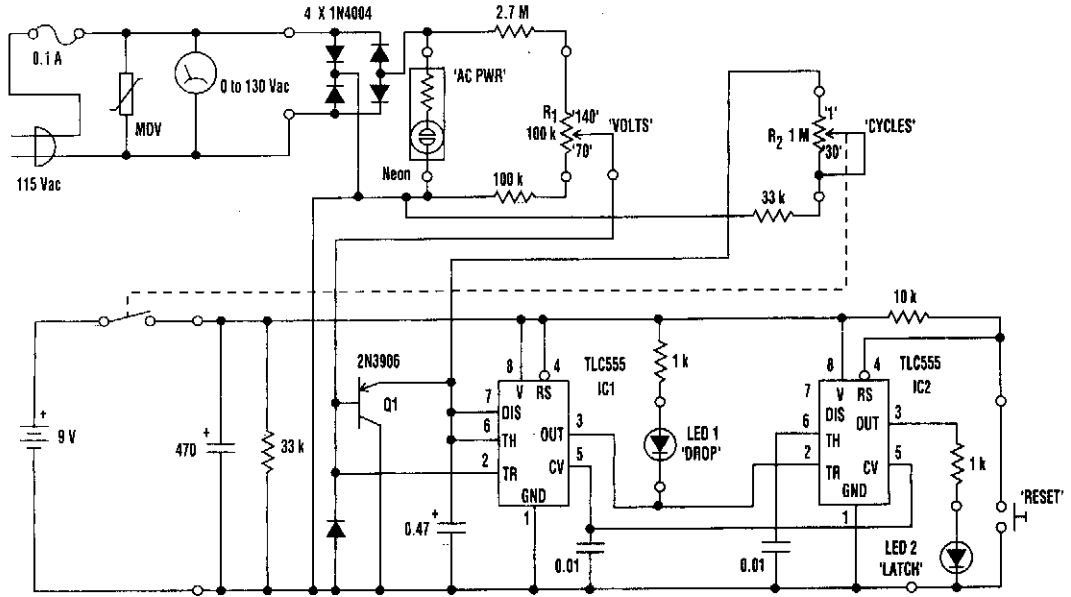 4 X 1N4004
2.7 M
0.1 A
'AC PWR'
0 to 130 Vac
MOV
R1
'140'
'VOLTS'
100 k
'70'
'1'
'CYCLES'
R2 1 M
'30'
115 Vac
Neon
100 k
33 k
10 k
2N3906
Q1
8
4
TLC555
IC1
V
RS
7
DIS
6
TH
OUT
3
2
TR
CV
5
GND
1
1 k
LED 1
'DROP'
8
4
TLC555
IC2
7
V
RS
DIS
OUT
3
6
TH
2
TR
CV
5
GND
1
1 k
'RESET'
LED 2
'LATCH'
+
9 V
+
470
33 k
+
0.47
0.01
0.01